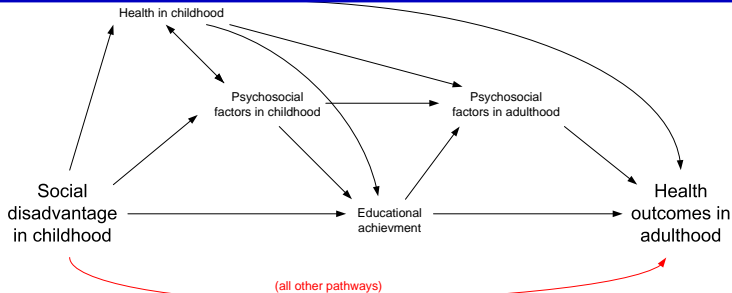 Health in childhood
Psychosocial
factors in childhood
Psychosocial
factors in adulthood
Social
disadvantage
in childhood
Educational
achievment
Health
outcomes in
adulthood
(all other pathways)